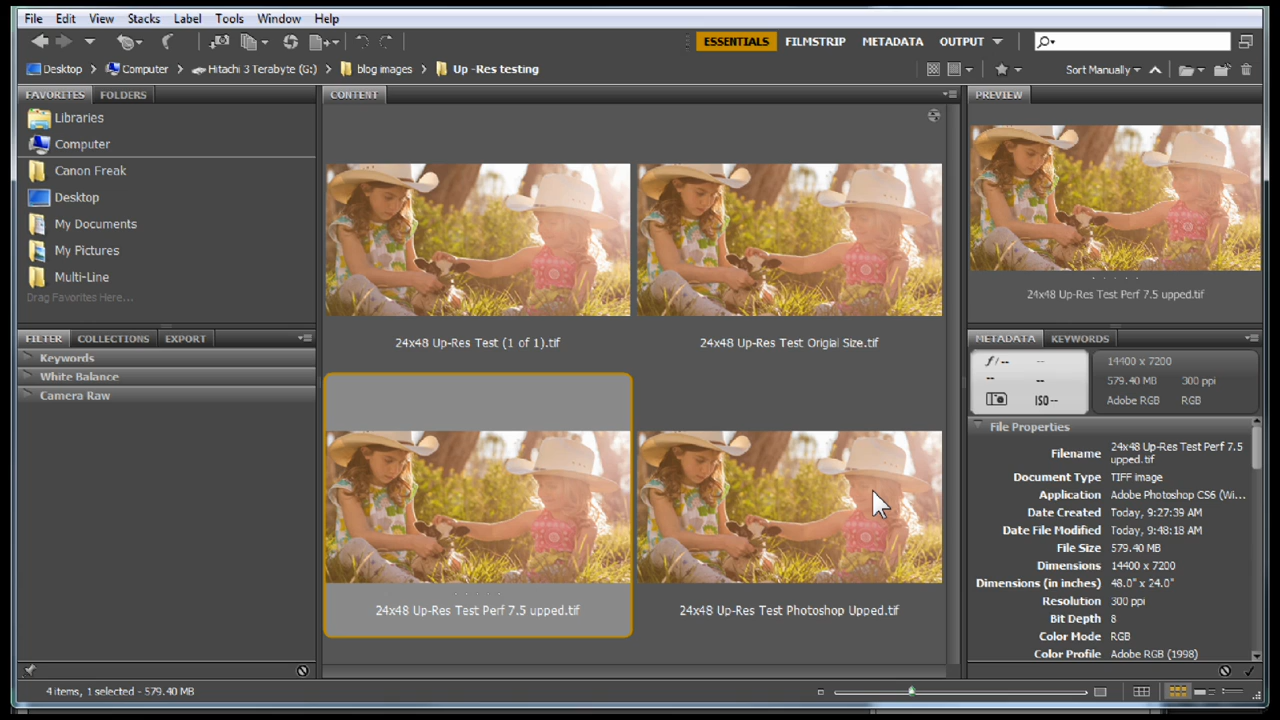 File Edit View Stacks Label Tools Window Help
ESSENTIALS FILMSTRIP METADATA OUTPUT
Desktop Computer Hitachi 3 Terabyte (G:) blog images Up -Res testing
Sort Manually
FAVORITES FOLDERS
CONTENT
PREVIEW
Libraries
Computer
Canon Freak
Desktop
My Documents
My Pictures
Multi-Line
Drag Favorites Here...
FILTER COLLECTIONS EXPORT
Keywords
White Balance
Camera Raw
24x48 Up-Res Test (1 of 1).tif
24x48 Up-Res Test Origial Size.tif
24x48 Up-Res Test Perf 7.5 upped.tif
24x48 Up-Res Test Photoshop Upped.tif
24x48 Up-Res Test Perf 7.5 upped.tif
METADATA KEYWORDS
f/-- --
-- --
ISO--
14400 x 7200
579.40 MB 300 ppi
Adobe RGB RGB
File Properties
Filename 24x48 Up-Res Test Perf 7.5
upped.tif
Document Type TIFF image
Application Adobe Photoshop CS6 (Wi...
Date Created Today, 9:27:39 AM
Date File Modified Today, 9:48:18 AM
File Size 579.40 MB
Dimensions 14400 x 7200
Dimensions (in inches) 48.0" x 24.0"
Resolution 300 ppi
Bit Depth 8
Color Mode RGB
Color Profile Adobe RGB (1998)
4 items, 1 selected - 579.40 MB